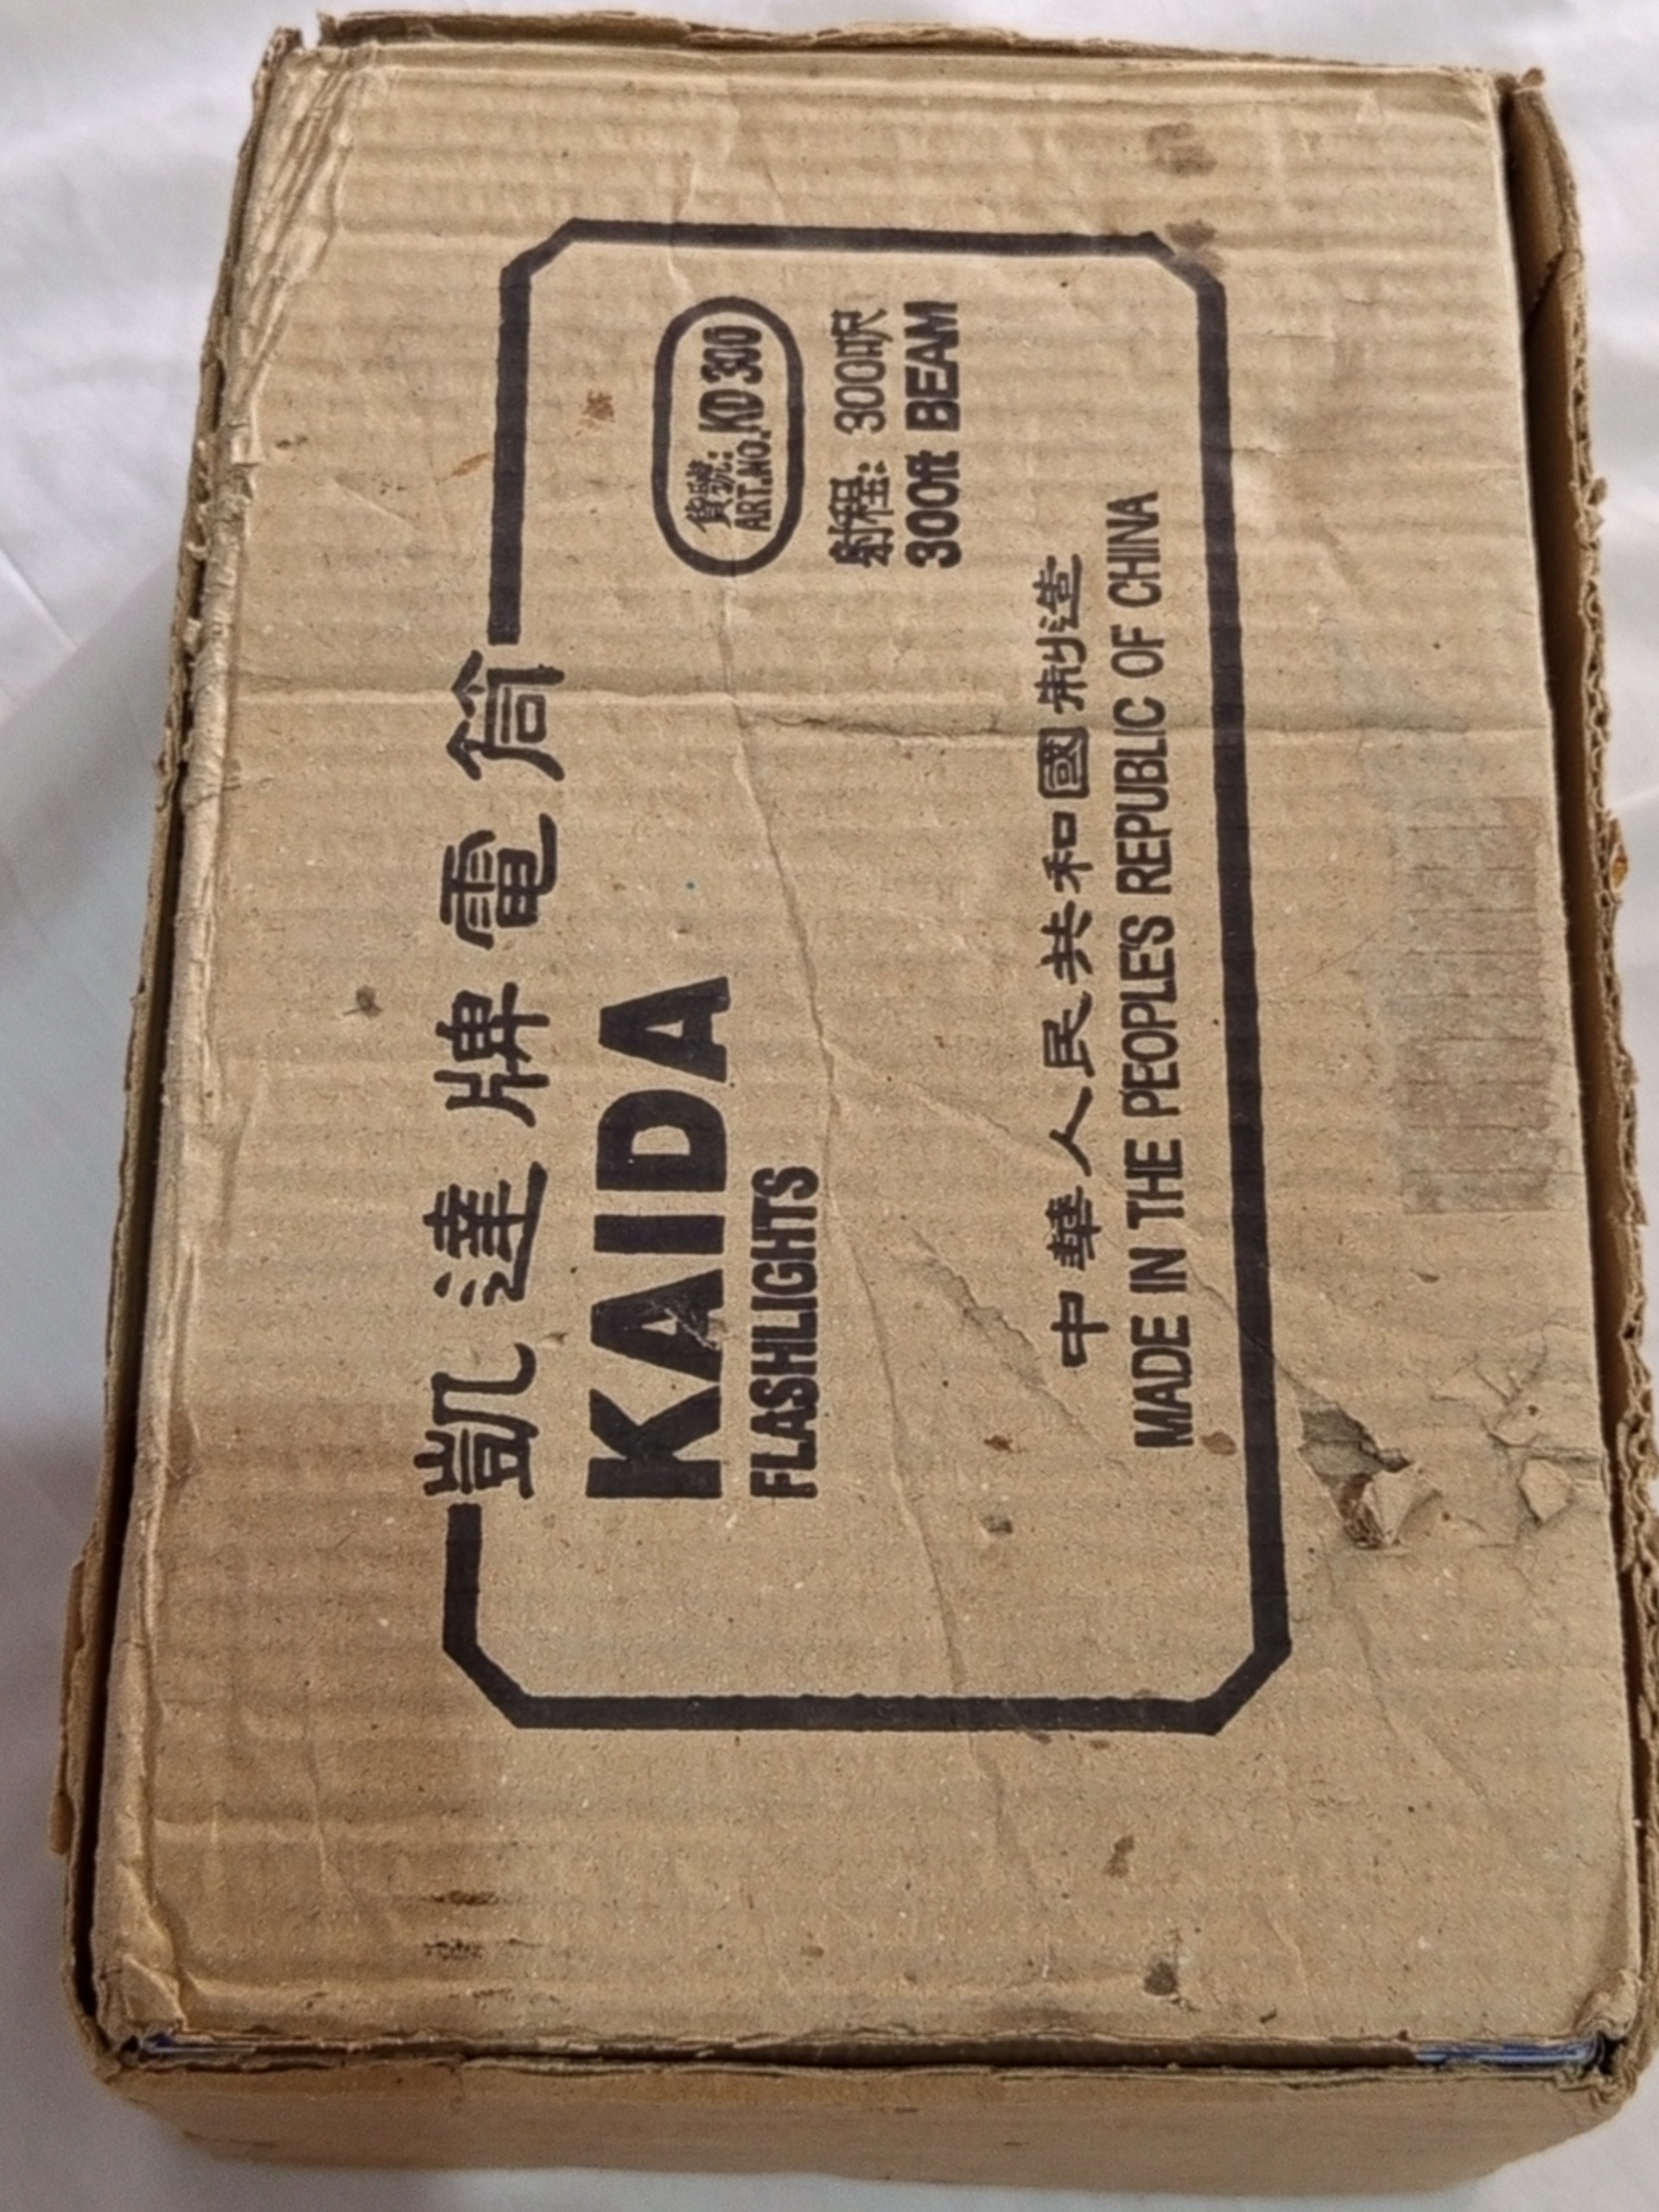 凱達牌電筒
KAIDA
FLASHLIGHTS
貨號: KD 300
ART.NO.
射程: 300呎
300ft BEAM
中華人民共和國制造
MADE IN THE PEOPLE'S REPUBLIC OF CHINA